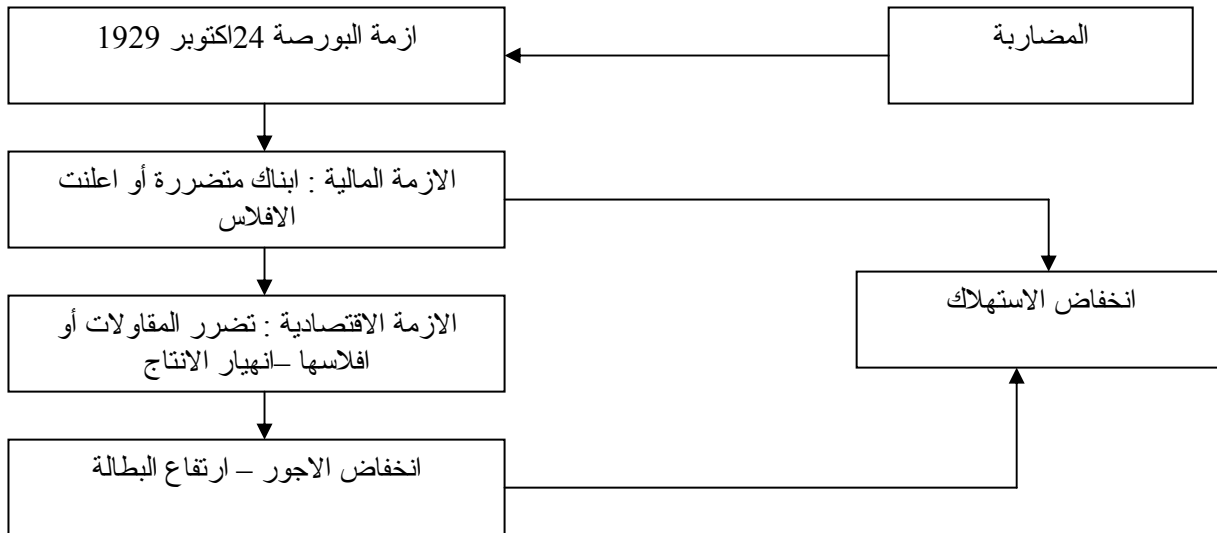 المضاربة
ازمة البورصة 24اكتوبر 1929
الازمة المالية : ابناك متضررة أو اعلنت
الافلاس
انخفاض الاستهلاك
الازمة الاقتصادية : تضرر المقاولات أو
افلاسها –انهيار الانتاج
انخفاض الاجور – ارتفاع البطالة